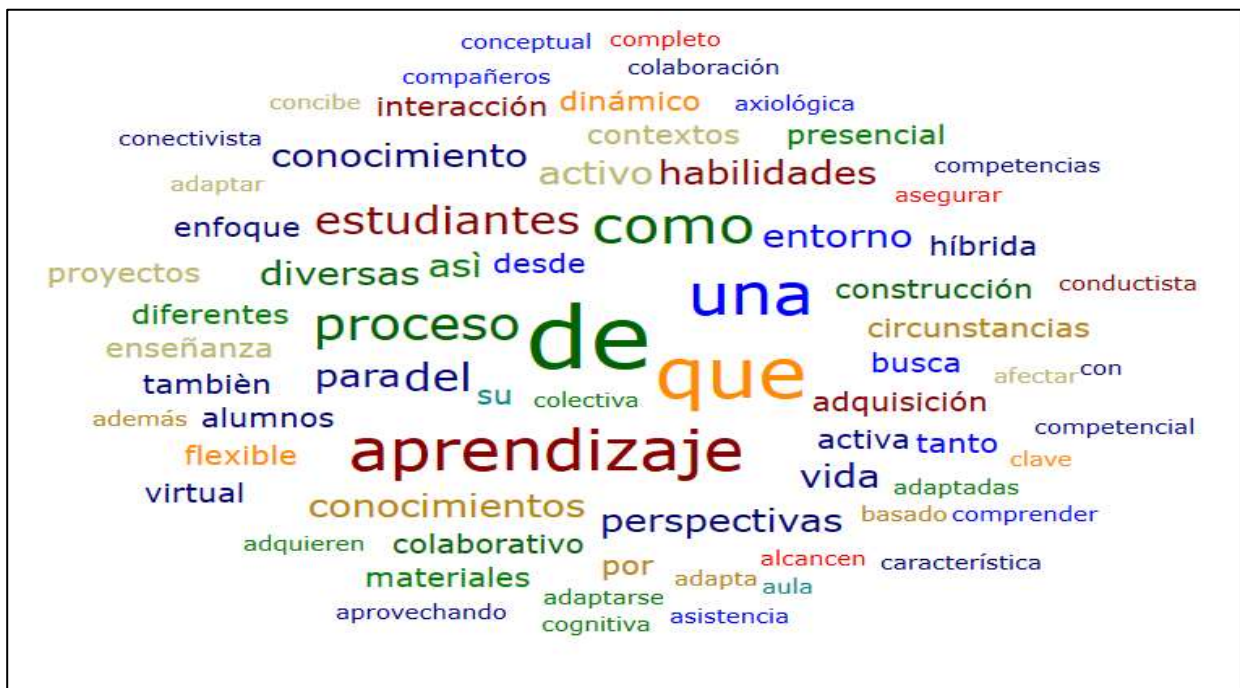 conceptual completo
compañeros colaboración
concibe interacción dinámico axiológica
conectivista conocimiento contextos presencial
adaptar activo habilidades competencias
asegurar
enfoque estudiantes como entorno híbrida
proyectos diversas asì desde
una construcción conductista
diferentes proceso de circunstancias
enseñanza que busca
tambièn para del su colectiva afectar con
adquisición
además alumnos activa tanto competencial
flexible aprendizaje clave
virtual vida adaptadas
conocimientos perspectivas basado comprender
adquieren colaborativo
materiales por adapta alcancen característica
aula
aprovechando adaptarse asistencia
cognitiva